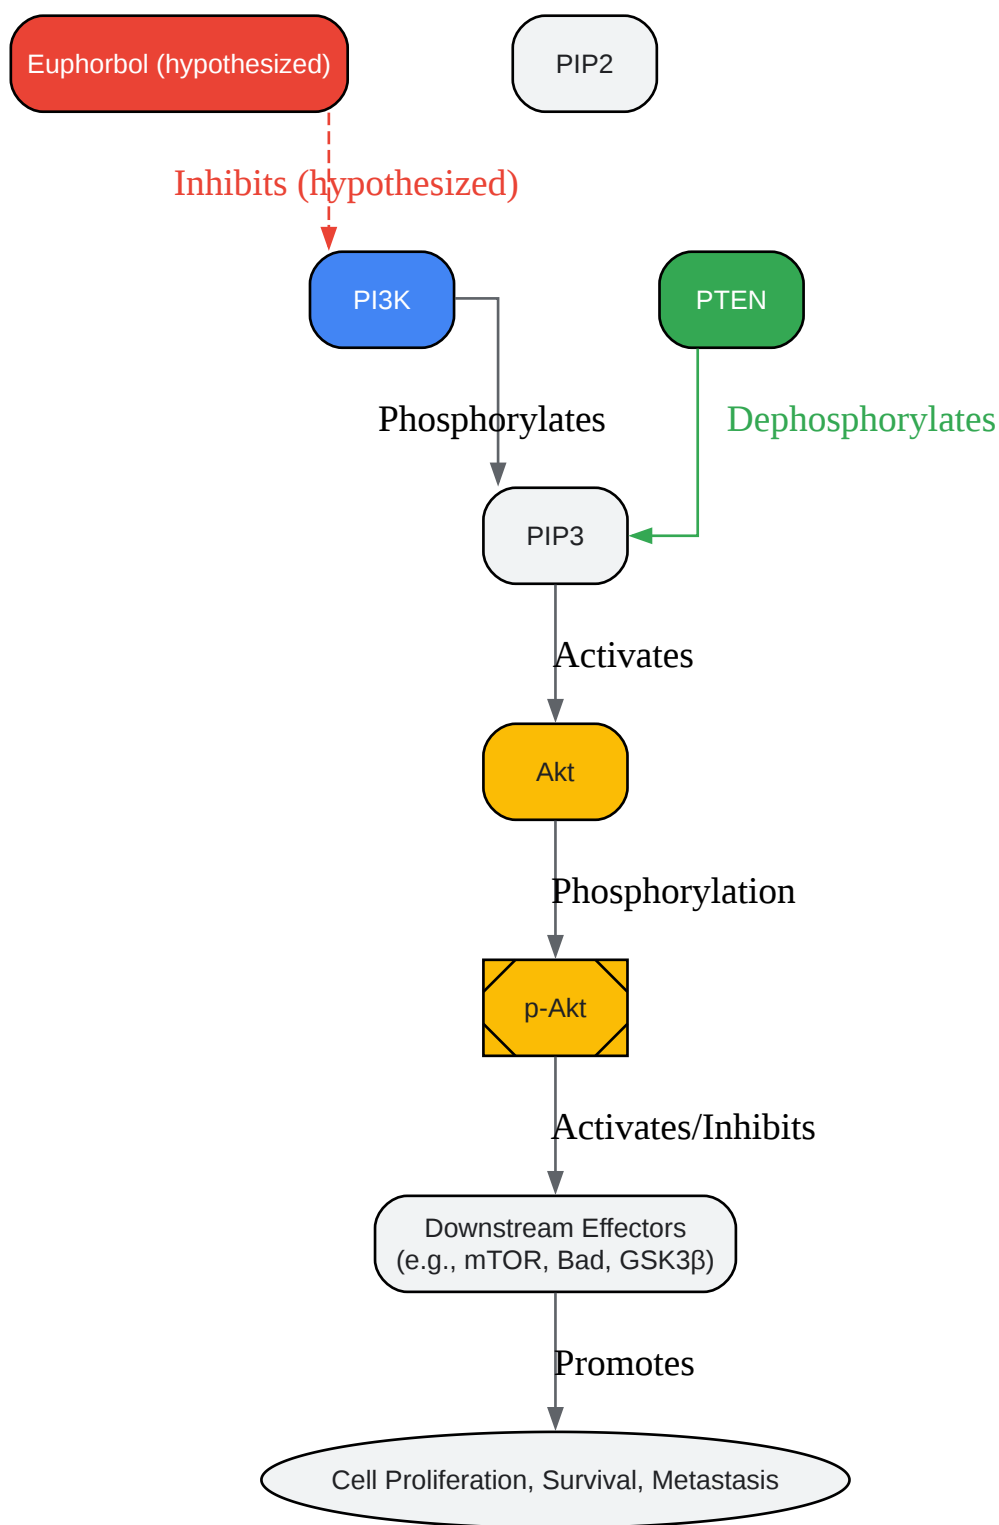 Euphorbol (hypothesized)
PIP2
Inhibits (hypothesized)
PI3K
PTEN
Phosphorylates
Dephosphorylates
PIP3
Activates
Akt
Phosphorylation
p-Akt
Activates/Inhibits
Downstream Effectors
(e.g., mTOR, Bad, GSK3β)
Promotes
Cell Proliferation, Survival, Metastasis